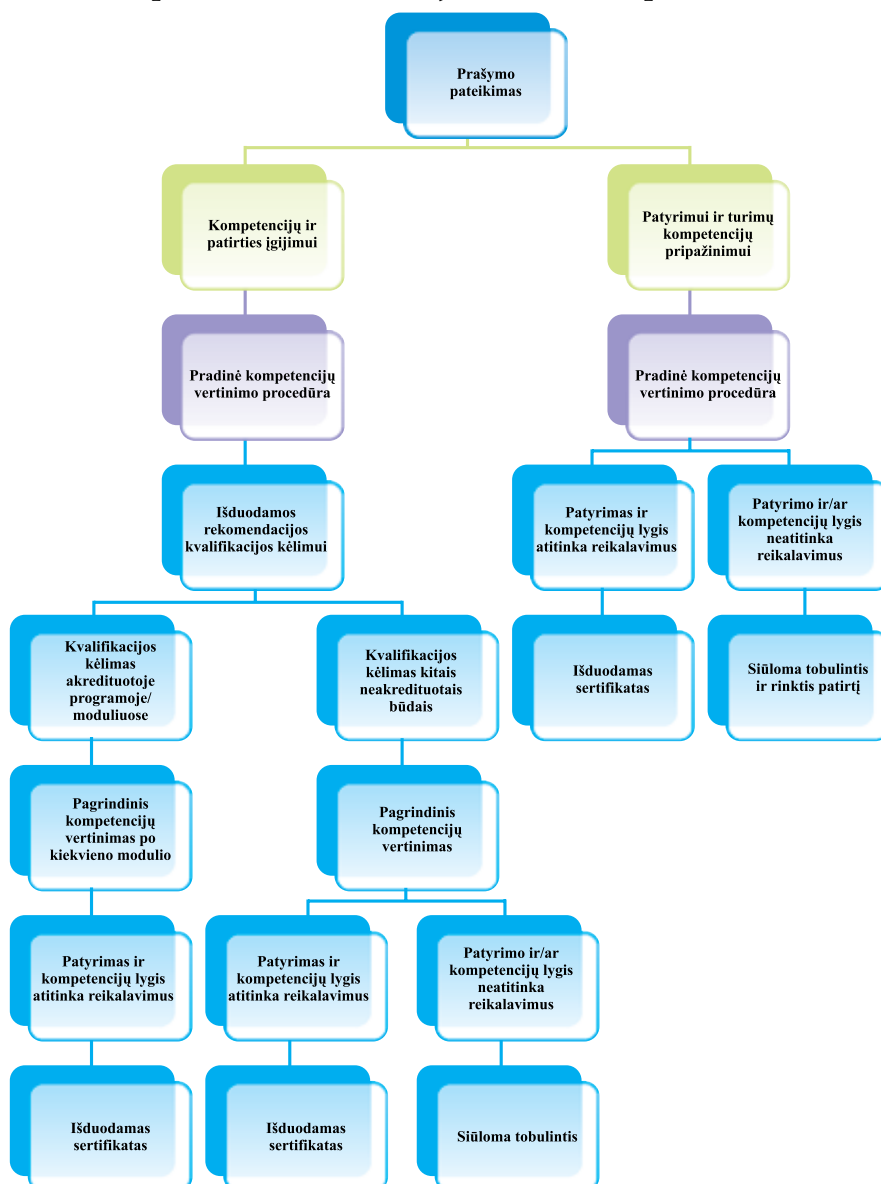 Prašymo
pateikimas
Kompetencijų ir
patirties įgijimui
Patyrimui ir turimų
kompetencijų
pripažinimui
Pradinė kompetencijų
vertinimo procedūra
Pradinė kompetencijų
vertinimo procedūra
Išduodamos
rekomendacijos
kvalifikacijos kėlimui
Patyrimas ir
kompetencijų lygis
atitinka reikalavimus
Patyrimo ir/ar
kompetencijų lygis
neatitinka
reikalavimus
Kvalifikacijos
kėlimas
akredituotoje
programoje/
moduliuose
Kvalifikacijos
kėlimas kitais
neakredituotais
būdais
Išduodamas
sertifikatas
Siūloma tobulintis
ir rinktis patirtį
Pagrindinis
kompetencijų
vertinimas po
kiekvieno modulio
Pagrindinis
kompetencijų
vertinimas
Patyrimas ir
kompetencijų lygis
atitinka reikalavimus
Patyrimas ir
kompetencijų lygis
atitinka reikalavimus
Patyrimo ir/ar
kompetencijų lygis
neatitinka
reikalavimus
Išduodamas
sertifikatas
Išduodamas
sertifikatas
Siūloma tobulintis